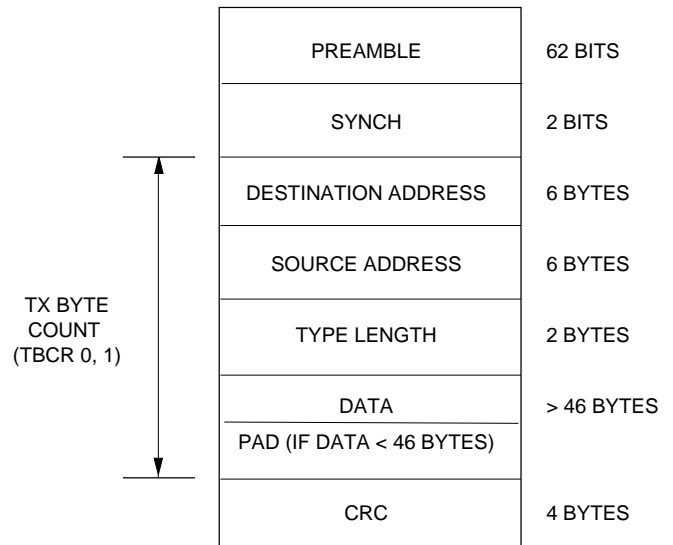 PREAMBLE 62 BITS
SYNCH 2 BITS
DESTINATION ADDRESS 6 BYTES
SOURCE ADDRESS 6 BYTES
TX BYTE
COUNT
(TBCR 0, 1)
TYPE LENGTH 2 BYTES
DATA > 46 BYTES
PAD (IF DATA < 46 BYTES)
CRC 4 BYTES